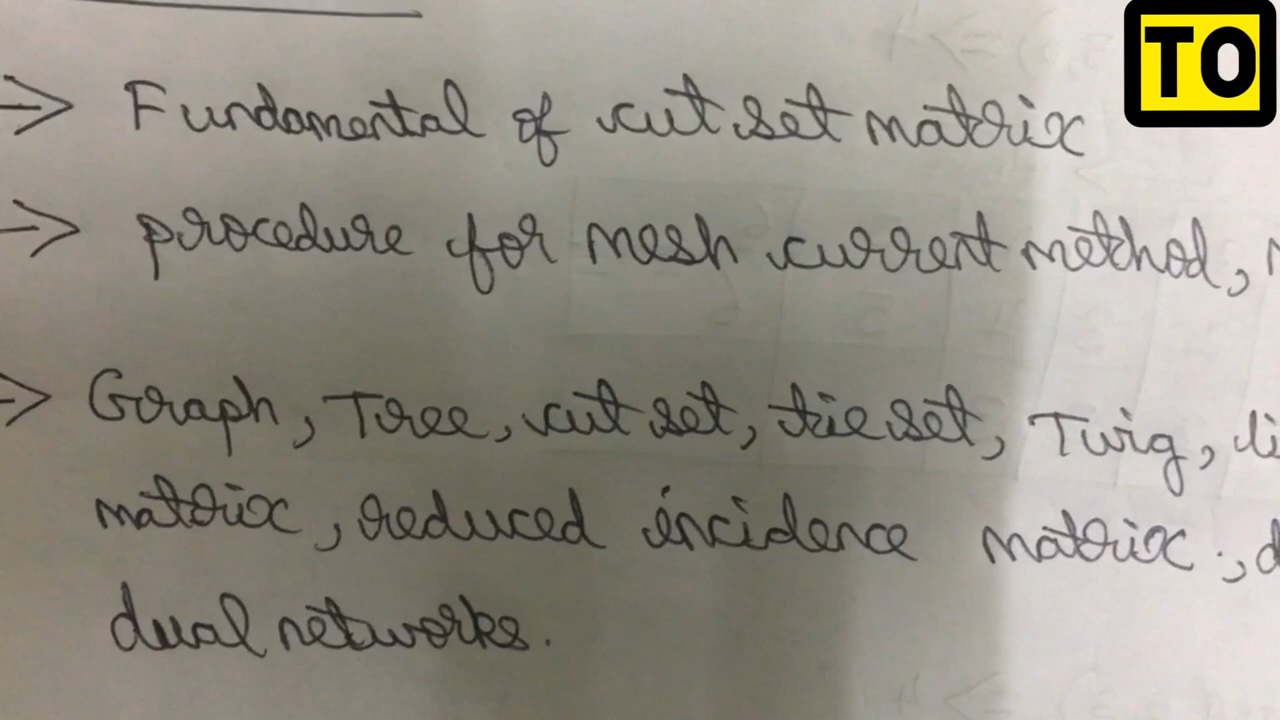 TO
⇒ Fundamental of cut set matrix
⇒ procedure for mesh current method,
⇒ Graph, Tree, cut set, tie set, Twig,
matrix, reduced incidence matrix.,
dual networks.